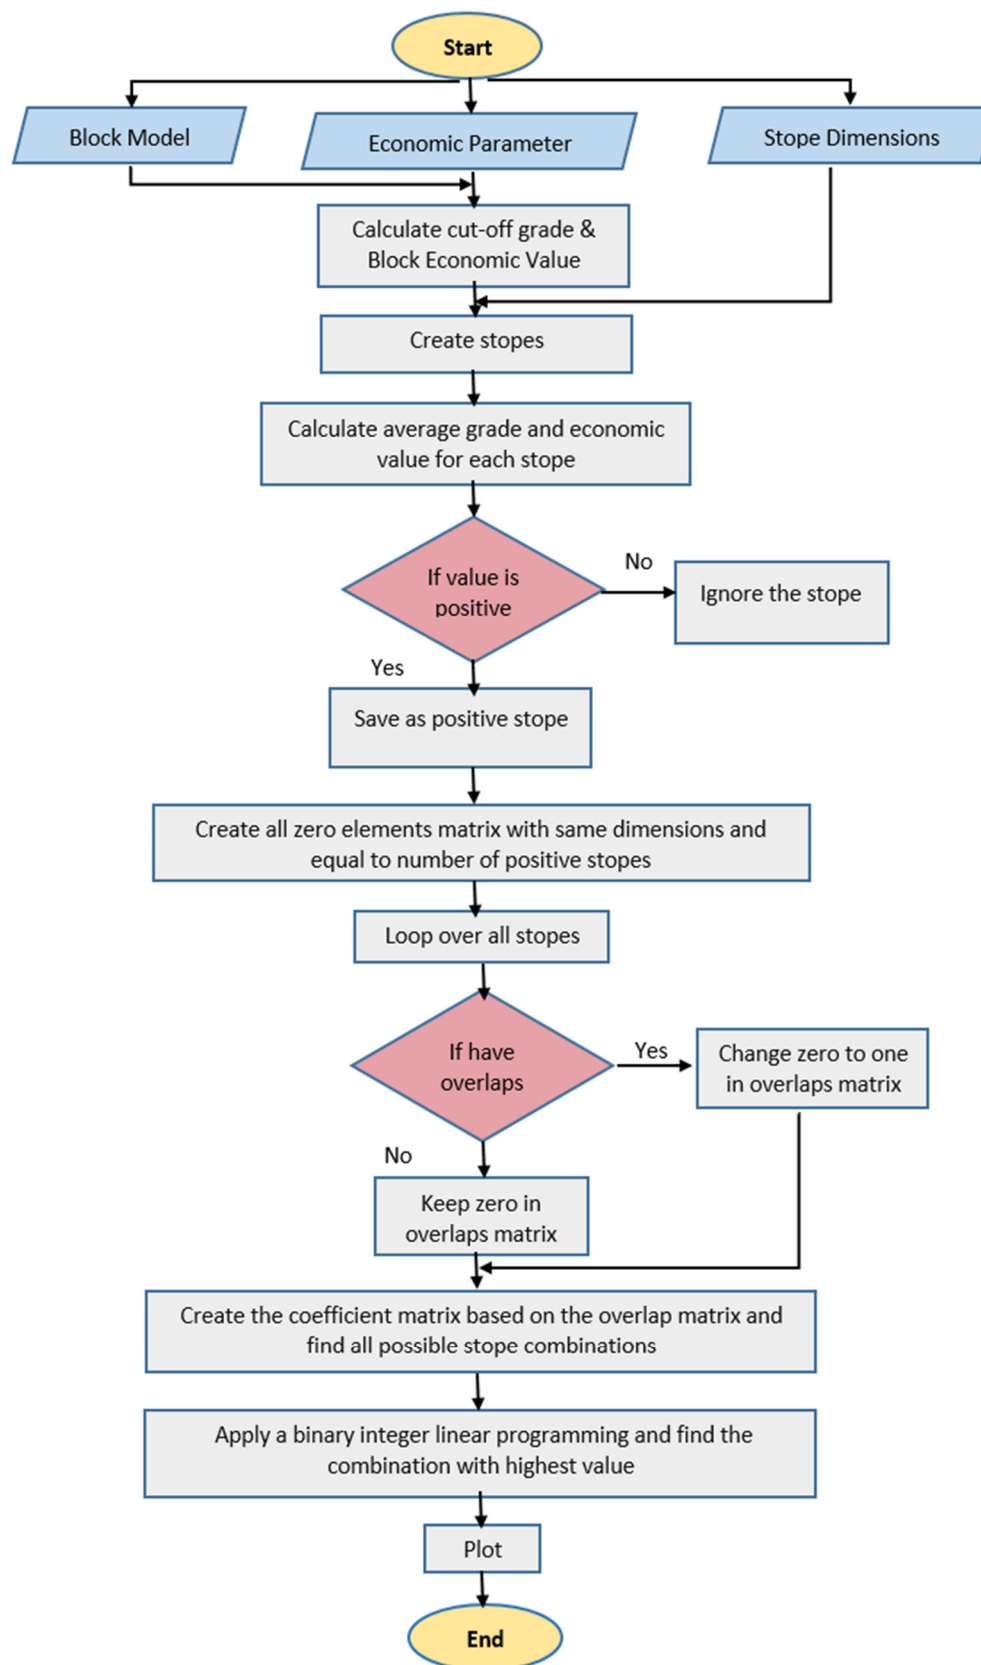 Start
Block Model
Economic Parameter
Stope Dimensions
Calculate cut-off grade &
Block Economic Value
Create stopes
Calculate average grade and economic
value for each stope
If value is
positive
No
Ignore the stope
Yes
Save as positive stope
Create all zero elements matrix with same dimensions and
equal to number of positive stopes
Loop over all stopes
If have
overlaps
Yes
Change zero to one
in overlaps matrix
No
Keep zero in
overlaps matrix
Create the coefficient matrix based on the overlap matrix and
find all possible stope combinations
Apply a binary integer linear programming and find the
combination with highest value
Plot
End